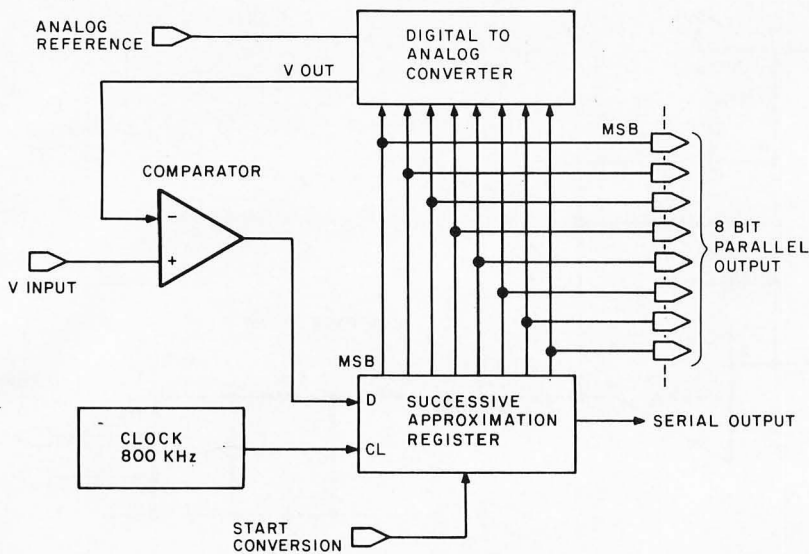 ANALOG
REFERENCE
DIGITAL TO
ANALOG
CONVERTER
V OUT
MSB
COMPARATOR
-
+
V INPUT
8 BIT
PARALLEL
OUTPUT
MSB
D
SUCCESSIVE
APPROXIMATION
REGISTER
SERIAL OUTPUT
CLOCK
800 KHz
CL
START
CONVERSION